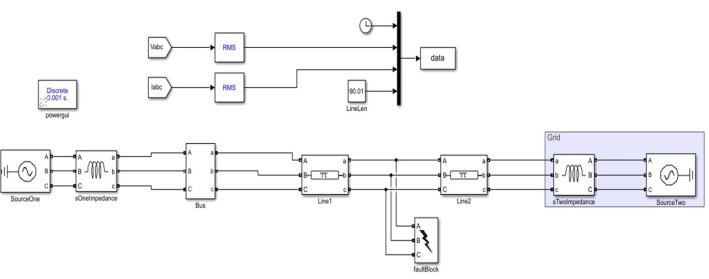 Vabc
RMS
data
Iabc
RMS
90.01
LineLen
Discrete
0.001 s.
powergui
Grid
A
A
a
A
a
A
a
A
a
a
A
A
B
B
b
B
b
B
b
B
b
b
B
B
C
C
c
C
c
C
c
C
c
c
C
C
SourceOne
sOneImpedance
Bus
Line1
Line2
sTwoImpedance
SourceTwo
A
B
C
faultBlock